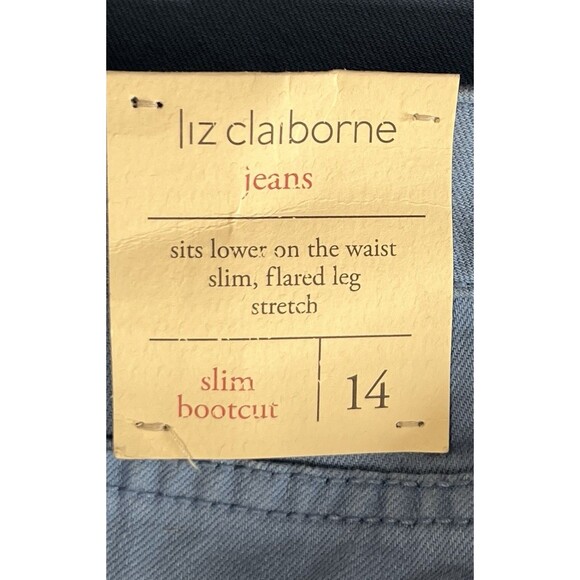 liz claiborne
jeans
sits lower on the waist
slim, flared leg
stretch
slim
bootcut
14